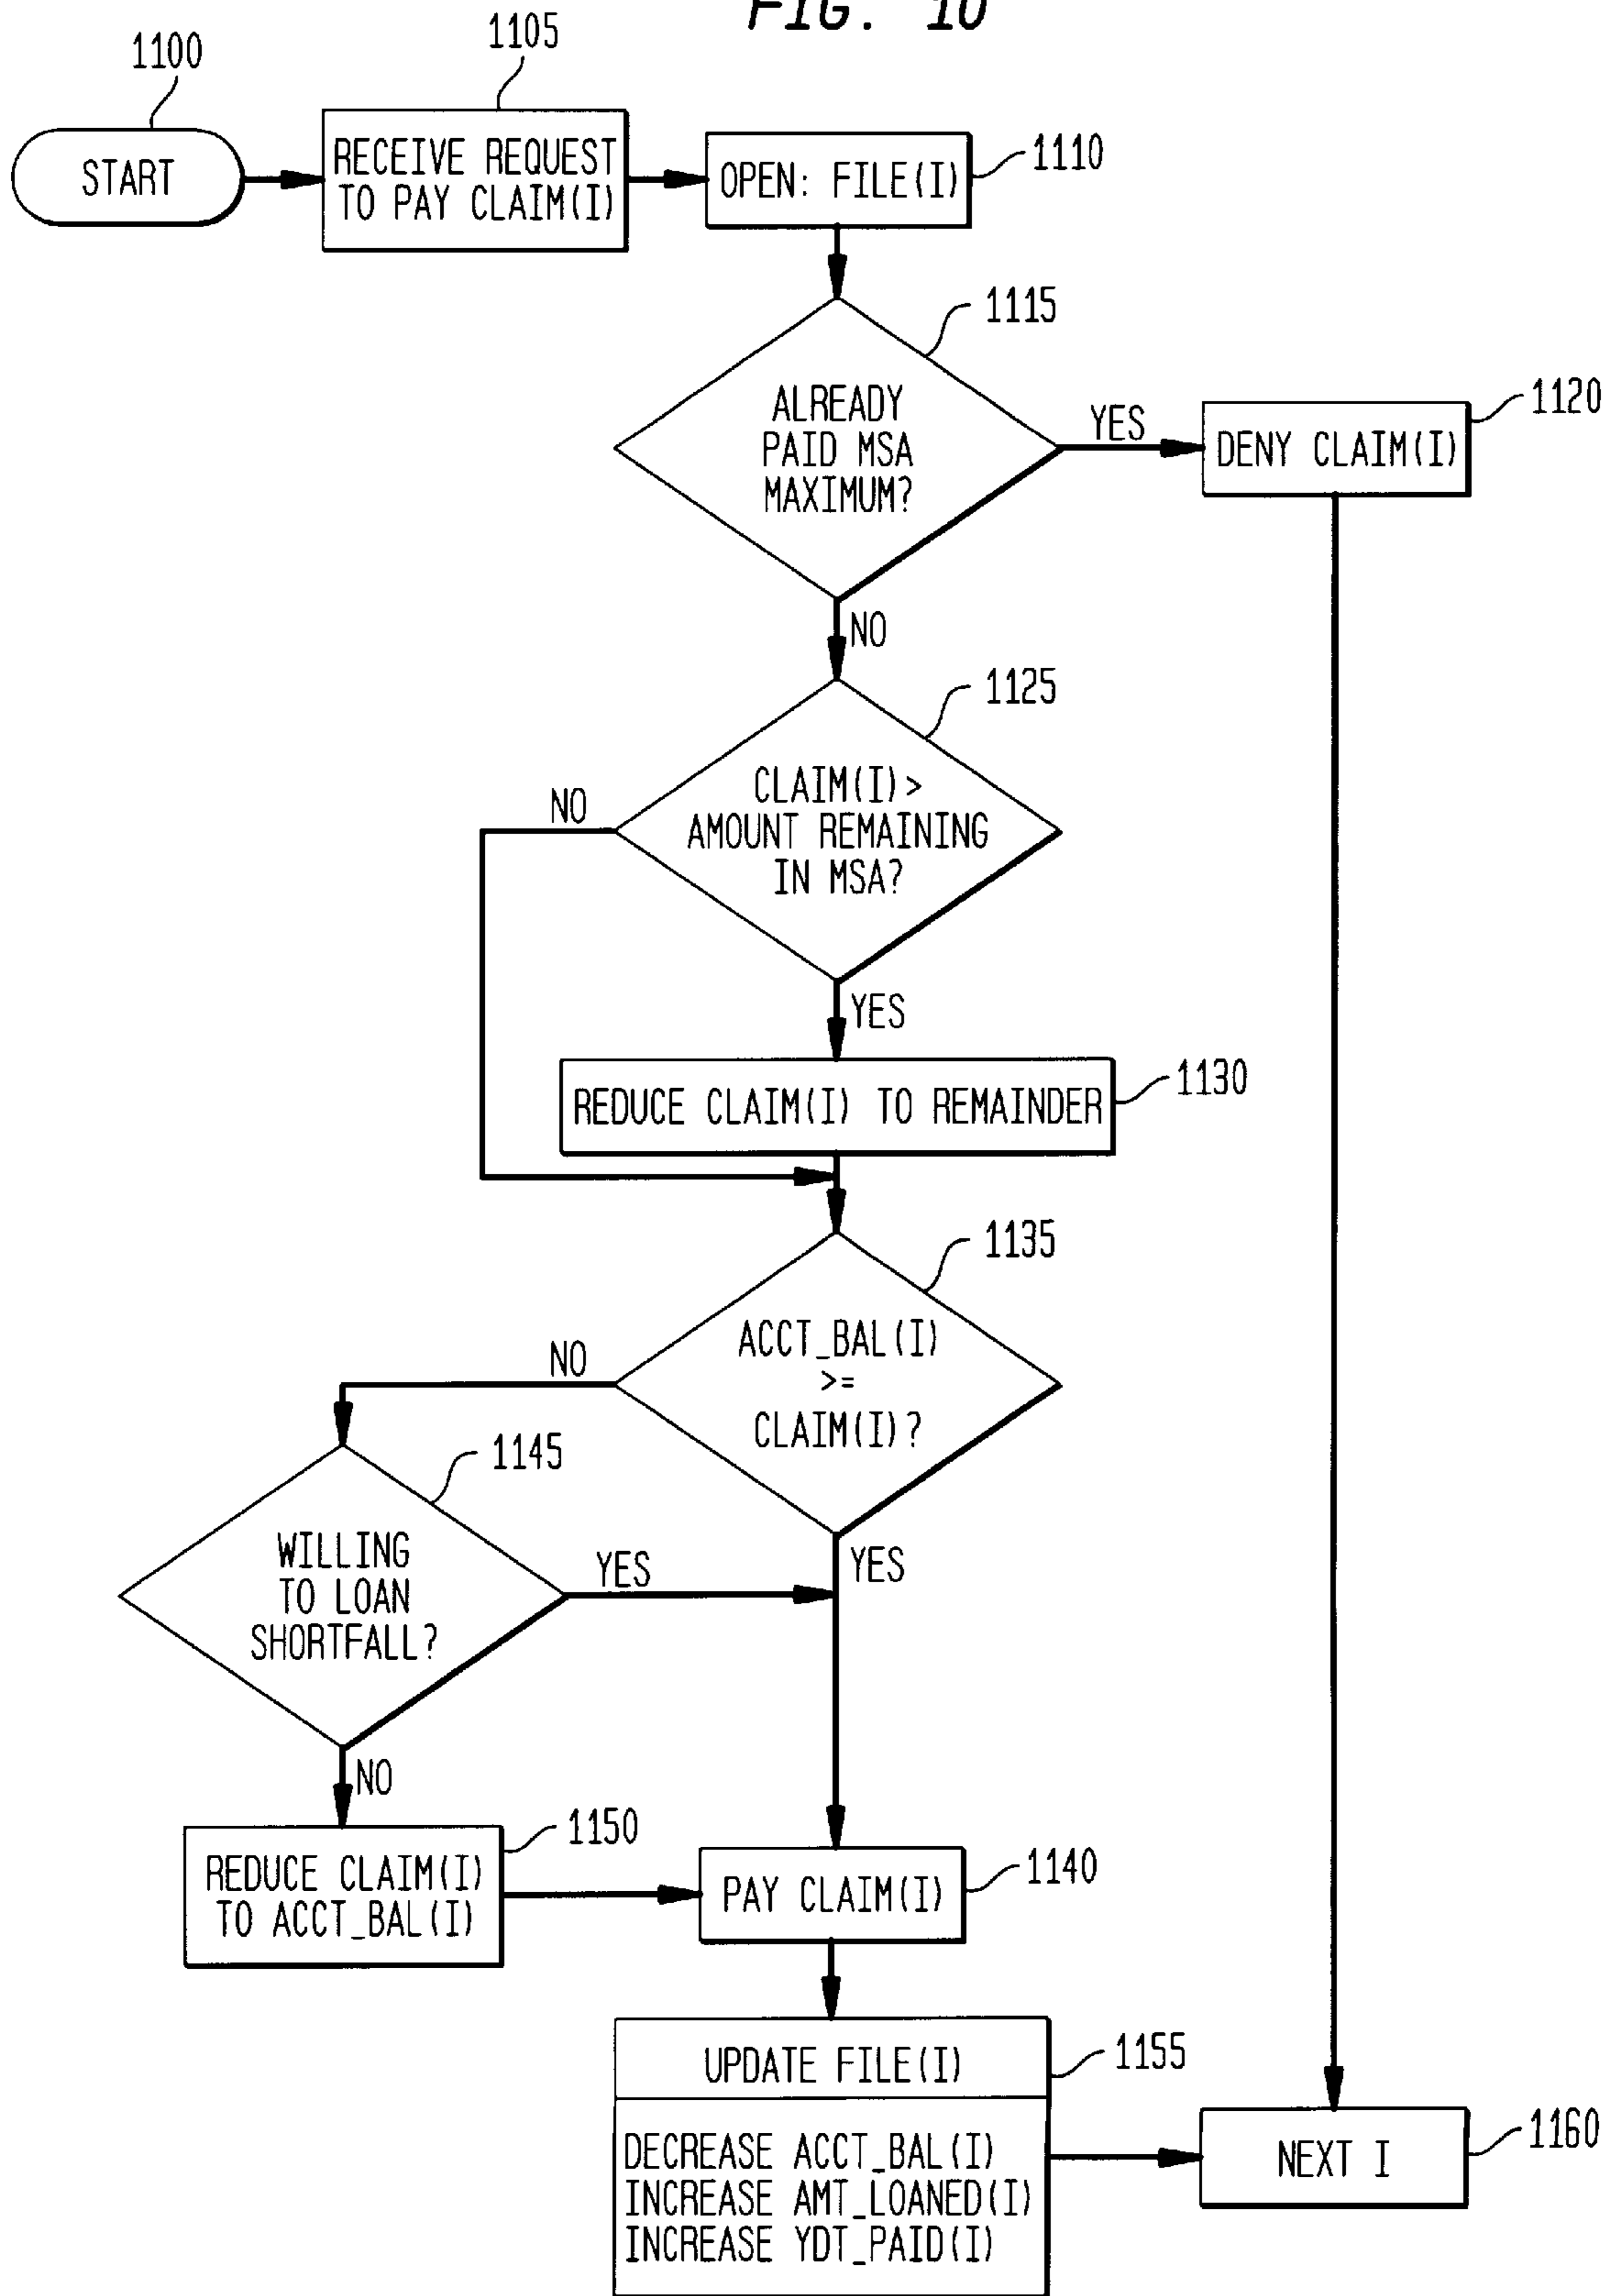 FIG. 10
1100
1105
START
RECEIVE REQUEST
TO PAY CLAIM(I)
OPEN: FILE(I)
1110
1115
ALREADY
PAID MSA
MAXIMUM?
YES
DENY CLAIM(I)
1120
NO
1125
CLAIM(I)>
AMOUNT REMAINING
IN MSA?
NO
YES
REDUCE CLAIM(I) TO REMAINDER
1130
1135
ACCT_BAL(I)
>=
CLAIM(I)?
NO
YES
1145
WILLING
TO LOAN
SHORTFALL?
YES
NO
1150
REDUCE CLAIM(I)
TO ACCT_BAL(I)
PAY CLAIM(I)
1140
UPDATE FILE(I)
1155
DECREASE ACCT_BAL(I)
INCREASE AMT_LOANED(I)
INCREASE YDT_PAID(I)
NEXT I
1160